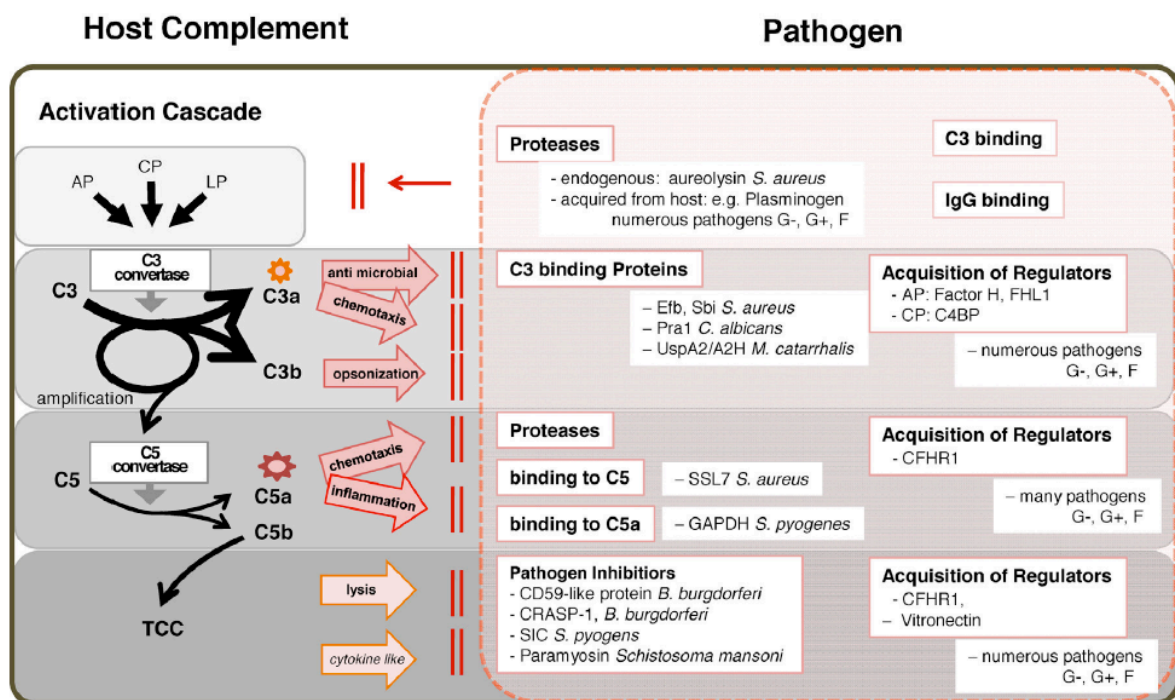 Host Complement
Pathogen
Activation Cascade
CP
AP
LP
Proteases
- endogenous: aureolysin S. aureus
- acquired from host: e.g. Plasminogen
numerous pathogens G-, G+, F
C3 binding
IgG binding
C3
convertase
C3
C3a
C3b
amplification
anti microbial
chemotaxis
opsonization
C3 binding Proteins
– Efb, Sbi S. aureus
– Pra1 C. albicans
– UspA2/A2H M. catarrhalis
Acquisition of Regulators
- AP: Factor H, FHL1
- CP: C4BP
– numerous pathogens
G-, G+, F
C5
convertase
C5
C5a
C5b
chemotaxis
inflammation
Proteases
binding to C5
– SSL7 S. aureus
binding to C5a
– GAPDH S. pyogenes
Acquisition of Regulators
- CFHR1
– many pathogens
G-, G+, F
TCC
lysis
cytokine like
Pathogen Inhibitiors
- CD59-like protein B. burgdorferi
- CRASP-1, B. burgdorferi
- SIC S. pyogens
- Paramyosin Schistosoma mansoni
Acquisition of Regulators
- CFHR1,
– Vitronectin
– numerous pathogens
G-, G+, F